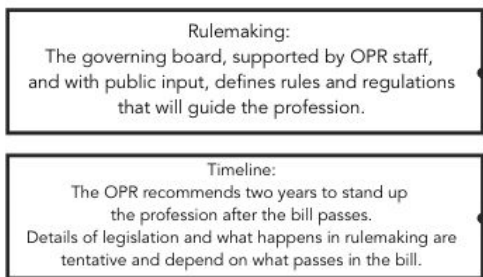 Rulemaking:
The governing board, supported by OPR staff,
and with public input, defines rules and regulations
that will guide the profession.
Timeline:
The OPR recommends two years to stand up
the profession after the bill passes.
Details of legislation and what happens in rulemaking are
tentative and depend on what passes in the bill.